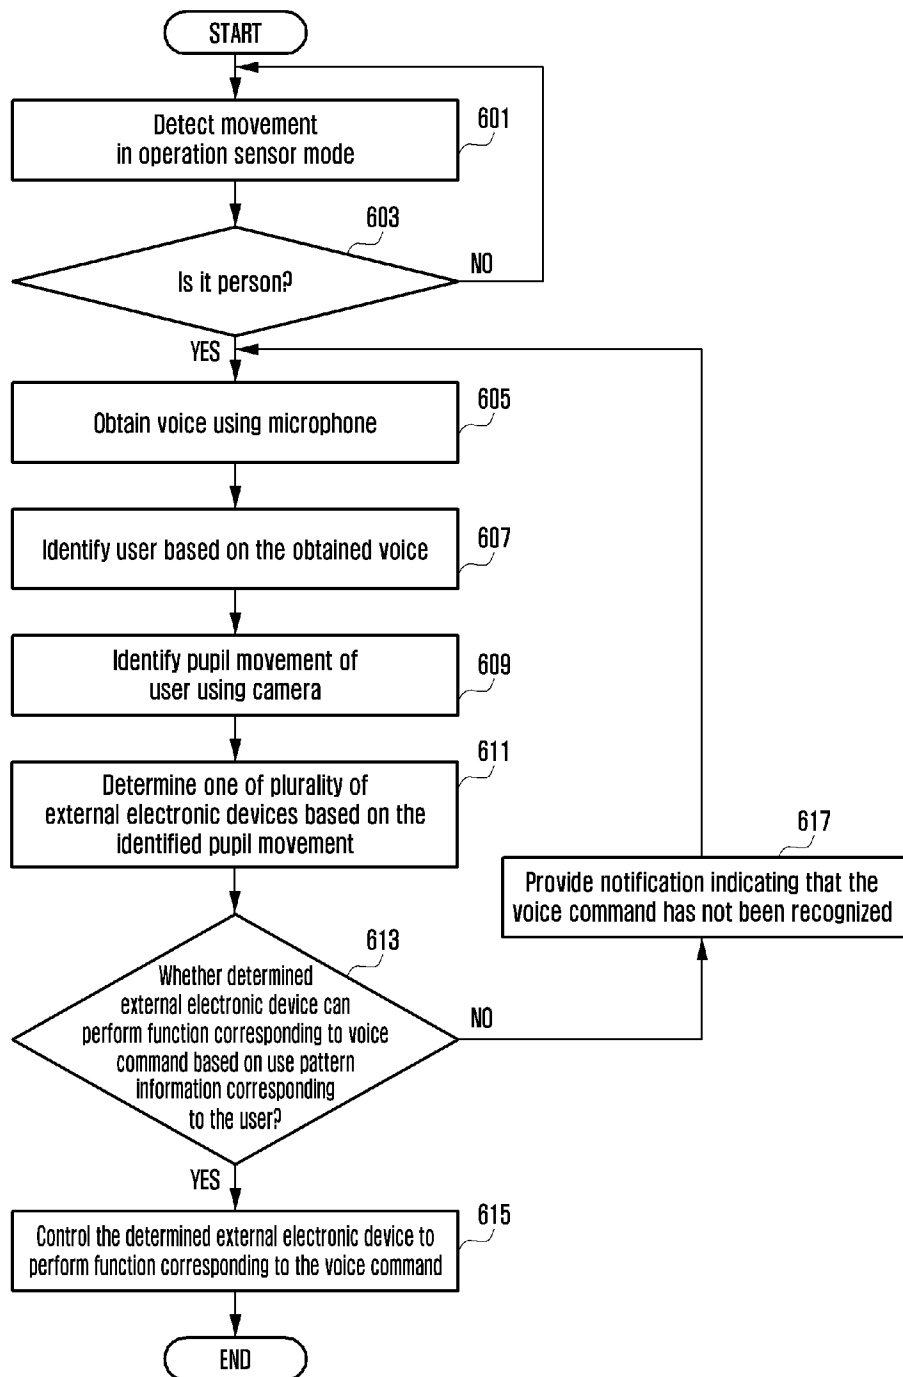 START
Detect movement
in operation sensor mode
601
603
Is it person?
NO
YES
Obtain voice using microphone
605
Identify user based on the obtained voice
607
Identify pupil movement of
user using camera
609
611
Determine one of plurality of
external electronic devices based on the
identified pupil movement
617
Provide notification indicating that the
voice command has not been recognized
613
Whether determined
external electronic device can
perform function corresponding to voice
command based on use pattern
information corresponding
to the user?
NO
YES
Control the determined external electronic device to
perform function corresponding to the voice command
615
END